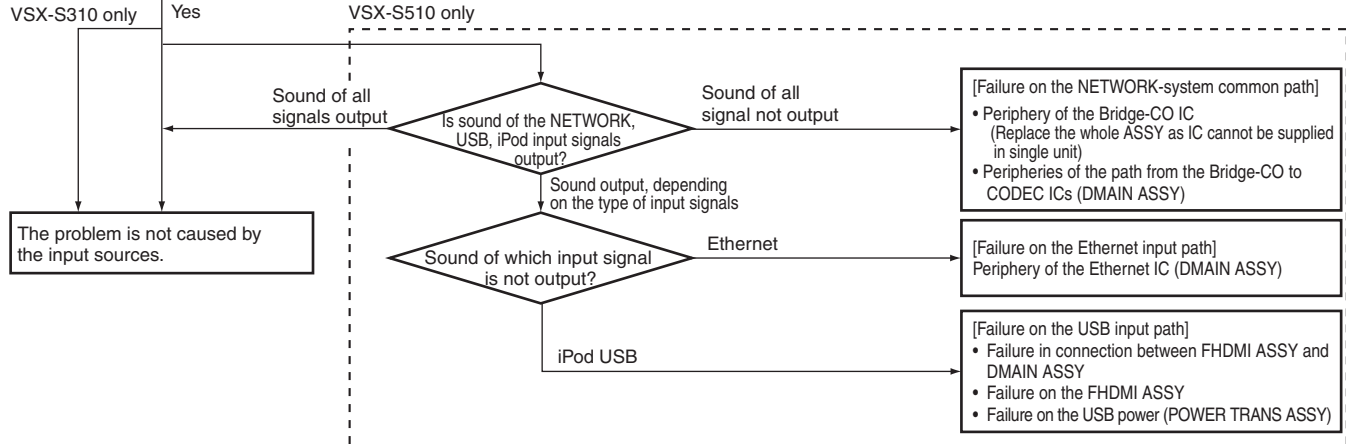 VSX-S310 only
Yes
VSX-S510 only
Sound of all
signals output
Is sound of the NETWORK,
USB, iPod input signals
output?
Sound of all
signal not output
[Failure on the NETWORK-system common path]
• Periphery of the Bridge-CO IC
(Replace the whole ASSY as IC cannot be supplied
in single unit)
• Peripheries of the path from the Bridge-CO to
CODEC ICs (DMAIN ASSY)
Sound output, depending
on the type of input signals
The problem is not caused by
the input sources.
Sound of which input signal
is not output?
Ethernet
[Failure on the Ethernet input path]
Periphery of the Ethernet IC (DMAIN ASSY)
iPod USB
[Failure on the USB input path]
• Failure in connection between FHDMI ASSY and
DMAIN ASSY
• Failure on the FHDMI ASSY
• Failure on the USB power (POWER TRANS ASSY)